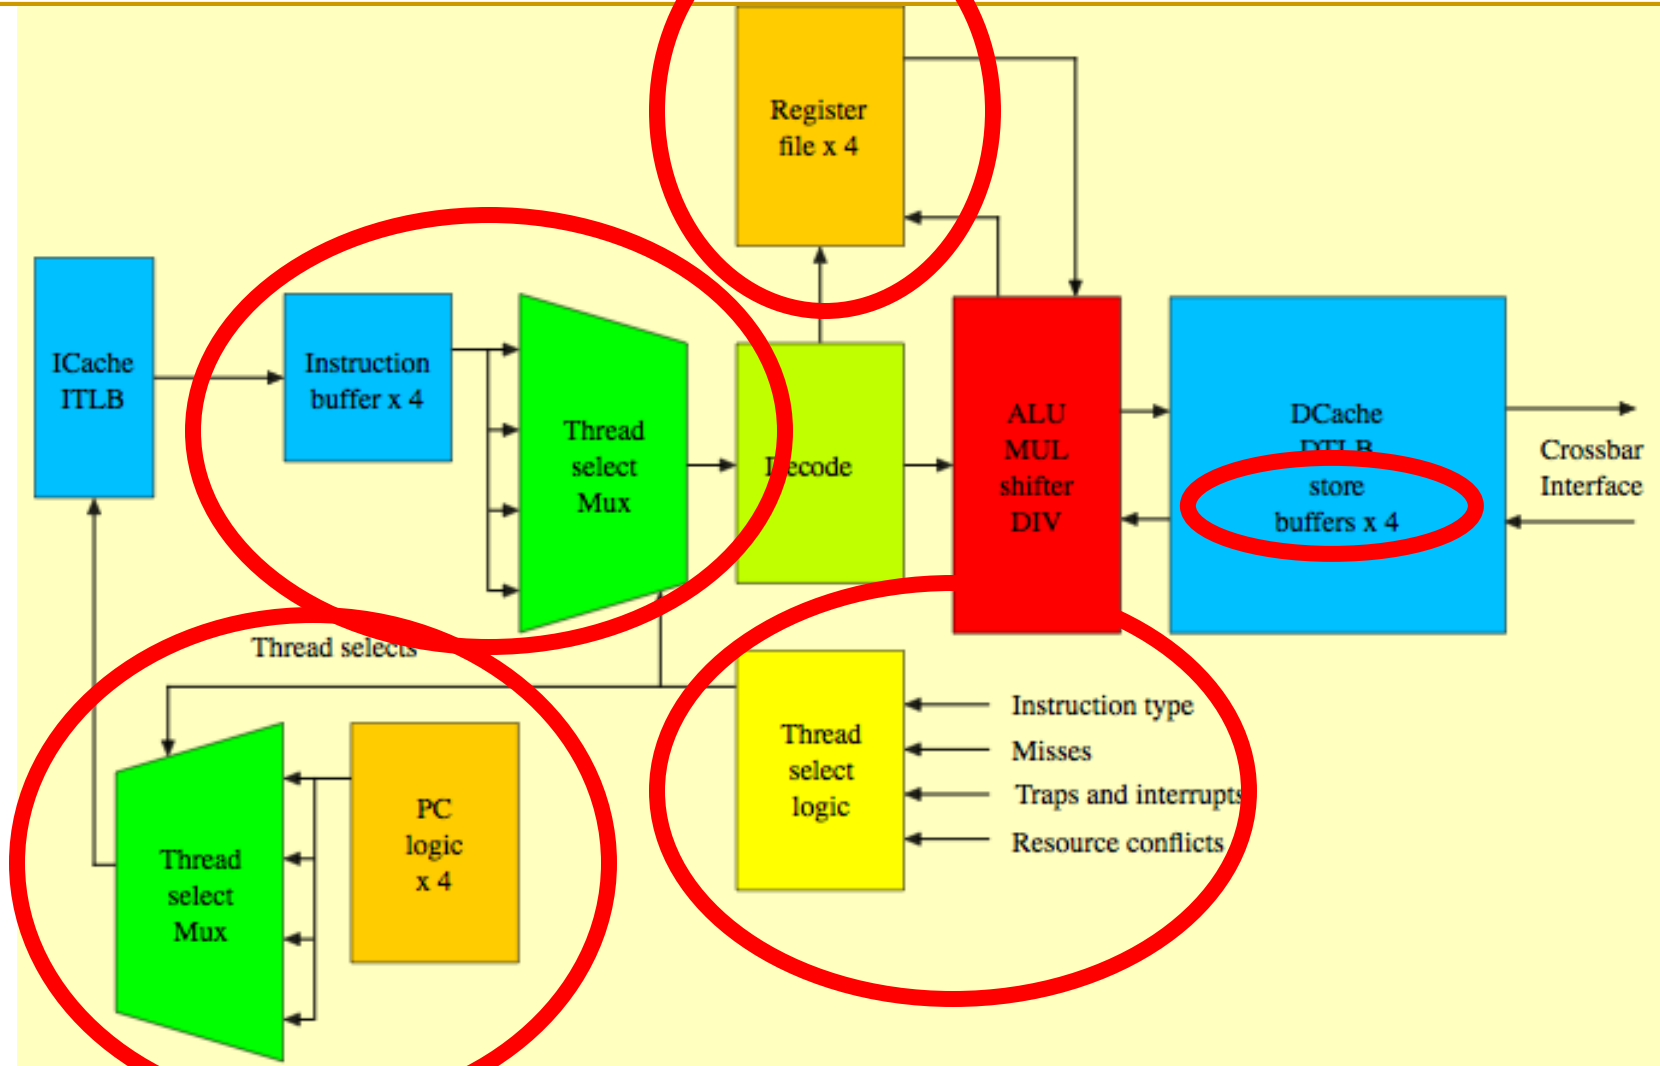 Register
file x 4
ICache
ITLB
Instruction
buffer x 4
Thread
select
Mux
Decode
ALU
MUL
shifter
DIV
DCache
DTLB
store
buffers x 4
Crossbar
Interface
Thread selects
Thread
select
Mux
PC
logic
x 4
Thread
select
logic
Instruction type
Misses
Traps and interrupts
Resource conflicts